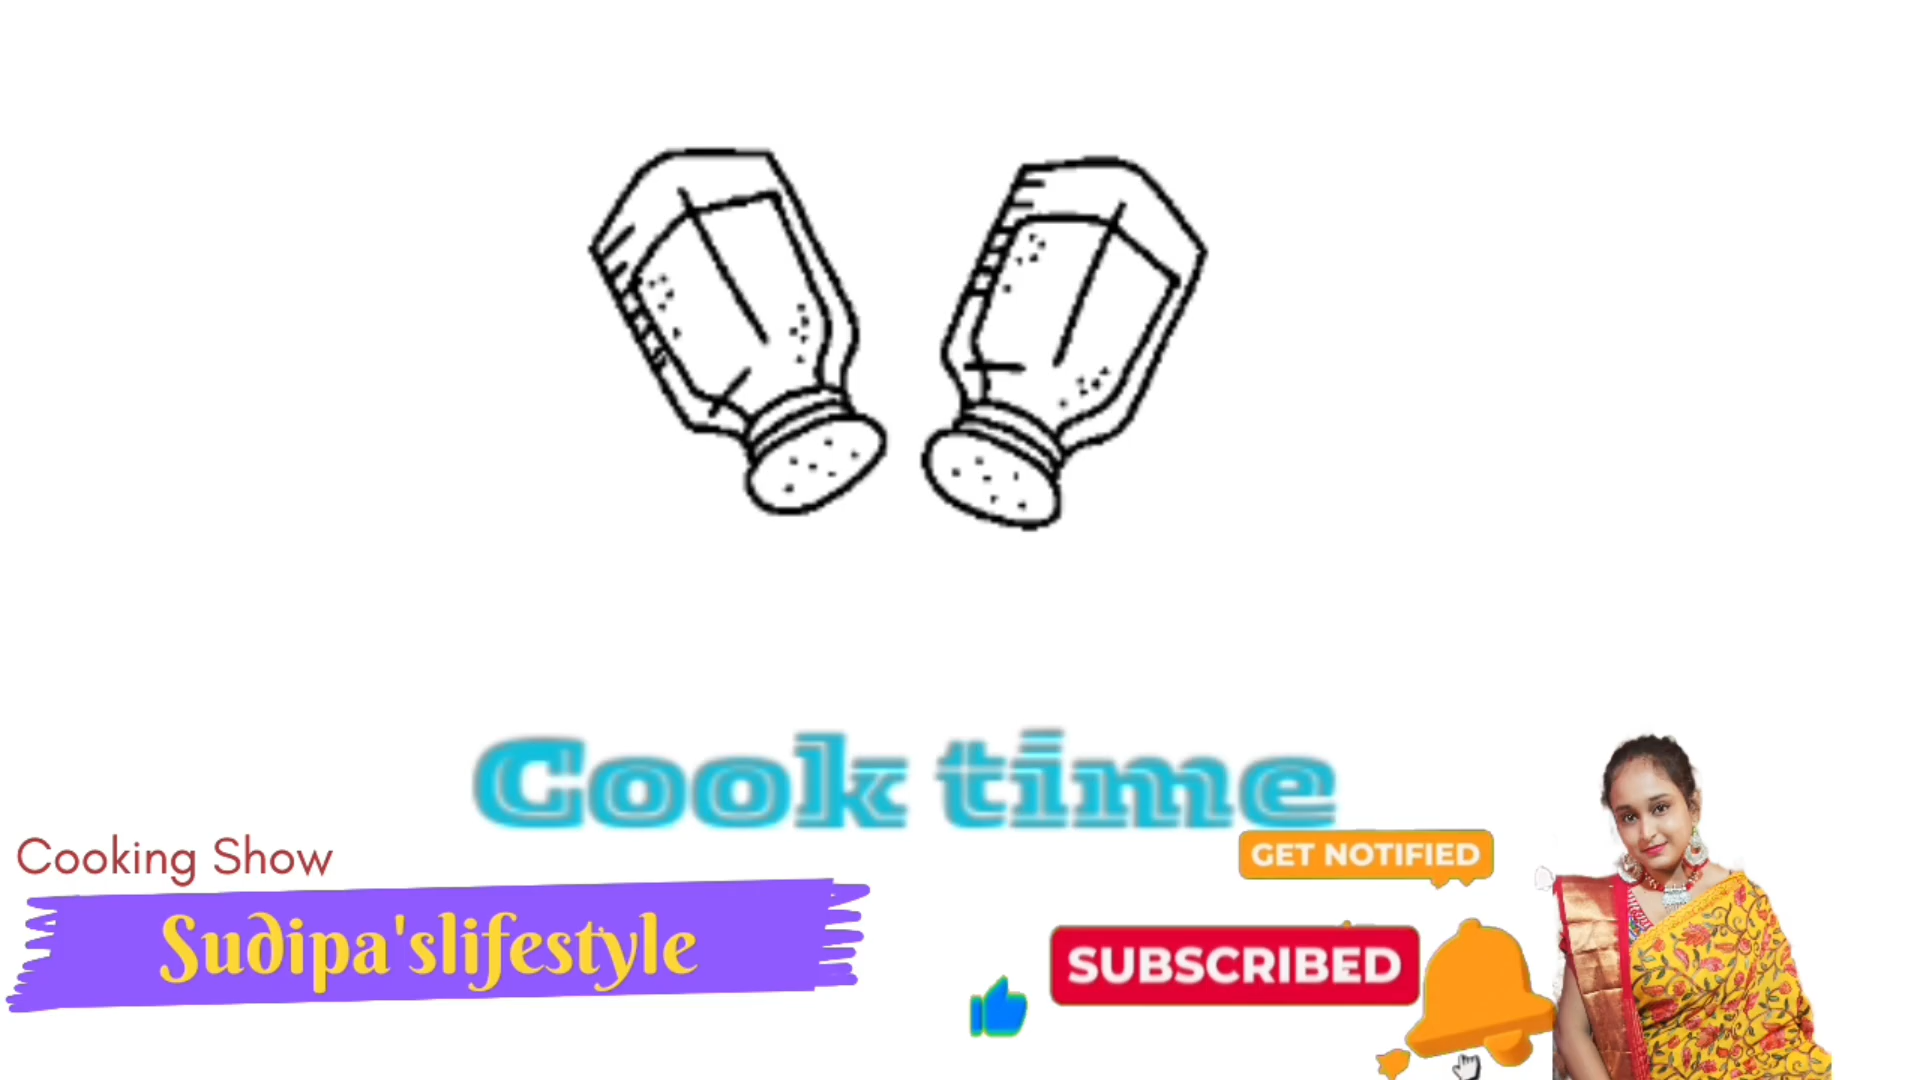 Cook time
Cooking Show
GET NOTIFIED
Sudipa'slifestyle
SUBSCRIBED